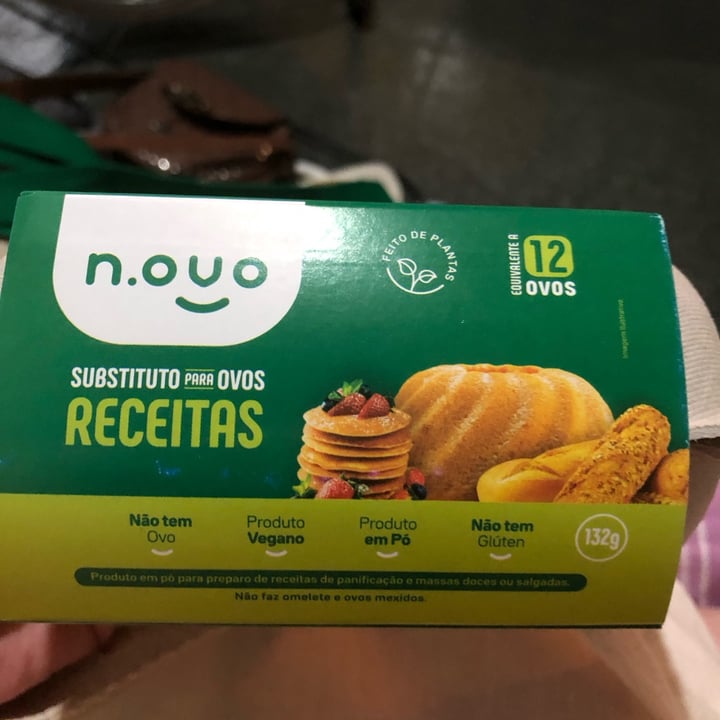 n.ovo
FEITO DE PLANTAS
EQUIVALENTE A
12
OVOS
Imagem ilustrativa
SUBSTITUTO PARA OVOS
RECEITAS
Não tem
Ovo
Produto
Vegano
Produto
em Pó
Não tem
Glúten
132g
Produto em pó para preparo de receitas de panificação e massas doces ou salgadas.
Não faz omelete e ovos mexidos.